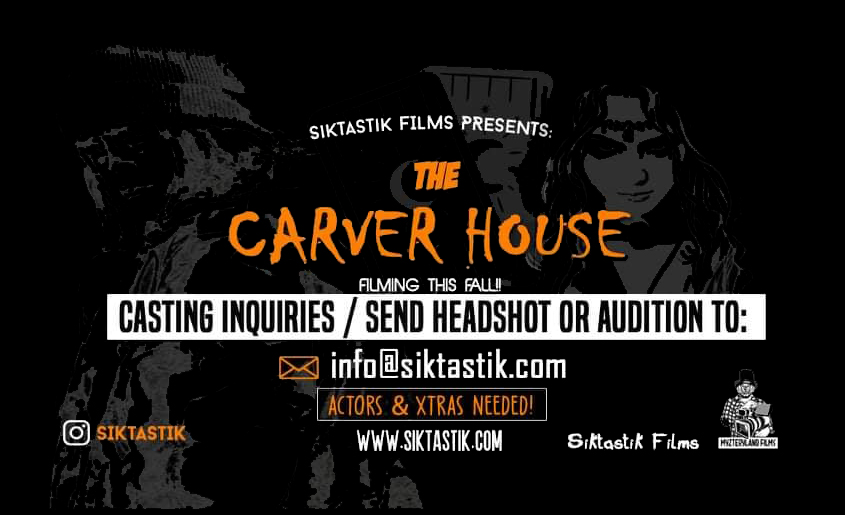 SIKTASTIK FILMS PRESENTS:
THE
CARVER HOUSE
FILMING THIS FALL!!
CASTING INQUIRIES / SEND HEADSHOT OR AUDITION TO:
info@siktastik.com
ACTORS & XTRAS NEEDED!
SIKTASTIK
WWW.SIKTASTIK.COM
Siktastik Films
MYZTERYLAND FILMS